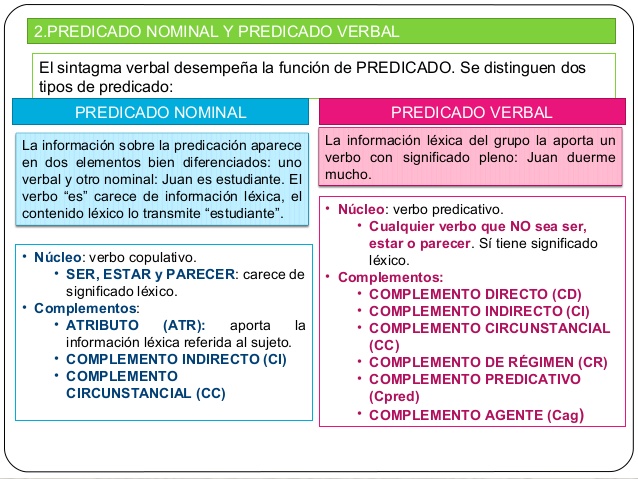 2.PREDICADO NOMINAL Y PREDICADO VERBAL
El sintagma verbal desempeña la función de PREDICADO. Se distinguen dos
tipos de predicado:
PREDICADO NOMINAL
La información sobre la predicación aparece
en dos elementos bien diferenciados: uno
verbal y otro nominal: Juan es estudiante. El
verbo “es” carece de información léxica, el
contenido léxico lo transmite “estudiante”.
• Núcleo: verbo copulativo.
• SER, ESTAR y PARECER: carece de
significado léxico.
• Complementos:
• ATRIBUTO (ATR): aporta la
información léxica referida al sujeto.
• COMPLEMENTO INDIRECTO (CI)
• COMPLEMENTO
CIRCUNSTANCIAL (CC)
PREDICADO VERBAL
La información léxica del grupo la aporta un
verbo con significado pleno: Juan duerme
mucho.
• Núcleo: verbo predicativo.
• Cualquier verbo que NO sea ser,
estar o parecer. Sí tiene significado
léxico.
• Complementos:
• COMPLEMENTO DIRECTO (CD)
• COMPLEMENTO INDIRECTO (CI)
• COMPLEMENTO CIRCUNSTANCIAL
(CC)
• COMPLEMENTO DE RÉGIMEN (CR)
• COMPLEMENTO PREDICATIVO
(Cpred)
• COMPLEMENTO AGENTE (Cag)